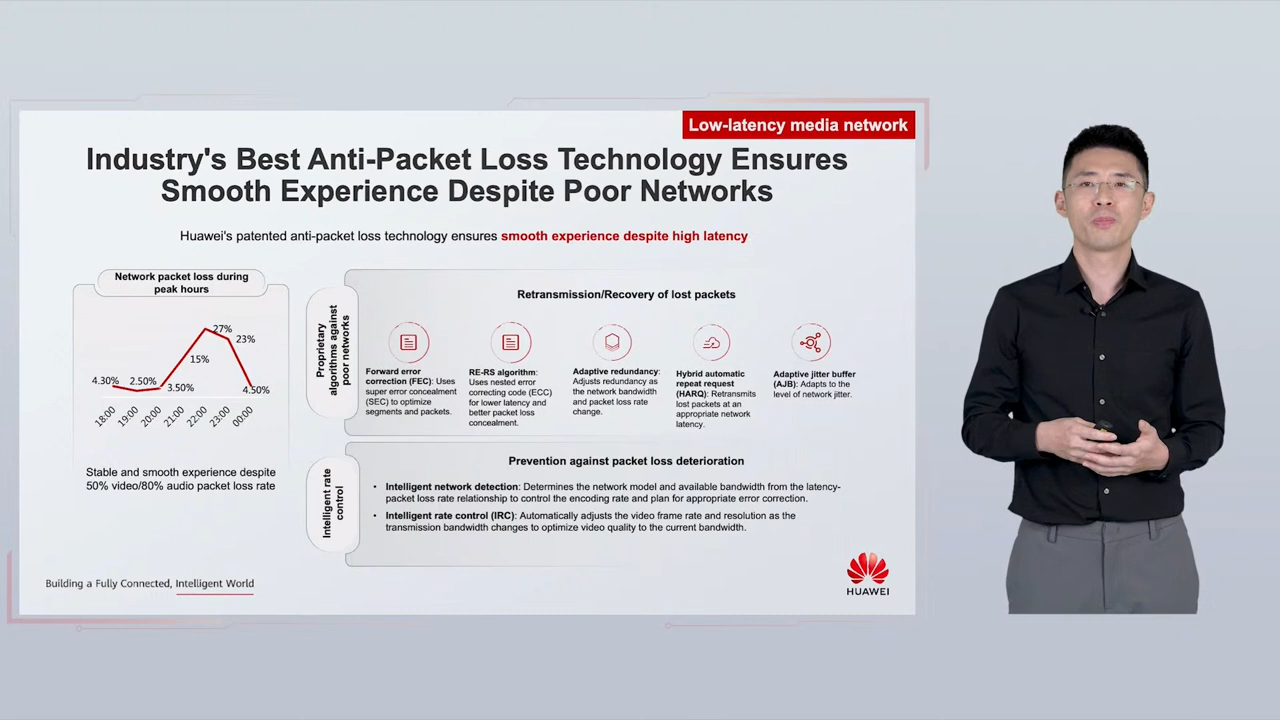 Low-latency media network
Industry's Best Anti-Packet Loss Technology Ensures
Smooth Experience Despite Poor Networks
Huawei's patented anti-packet loss technology ensures smooth experience despite high latency
Network packet loss during
peak hours
4.30%
2.50%
3.50%
15%
27%
23%
4.50%
18:00
19:00
20:00
21:00
22:00
23:00
00:00
Stable and smooth experience despite
50% video/80% audio packet loss rate
Proprietary
algorithms against
poor networks
Retransmission/Recovery of lost packets
Forward error
correction (FEC): Uses
super error concealment
(SEC) to optimize
segments and packets.
RE-RS algorithm:
Uses nested error
correcting code (ECC)
for lower latency and
better packet loss
concealment.
Adaptive redundancy:
Adjusts redundancy as
the network bandwidth
and packet loss rate
change.
Hybrid automatic
repeat request
(HARQ): Retransmits
lost packets at an
appropriate network
latency.
Adaptive jitter buffer
(AJB): Adapts to the
level of network jitter.
Intelligent rate
control
Prevention against packet loss deterioration
• Intelligent network detection: Determines the network model and available bandwidth from the latency-
packet loss rate relationship to control the encoding rate and plan for appropriate error correction.
• Intelligent rate control (IRC): Automatically adjusts the video frame rate and resolution as the
transmission bandwidth changes to optimize video quality to the current bandwidth.
Building a Fully Connected, Intelligent World
HUAWEI